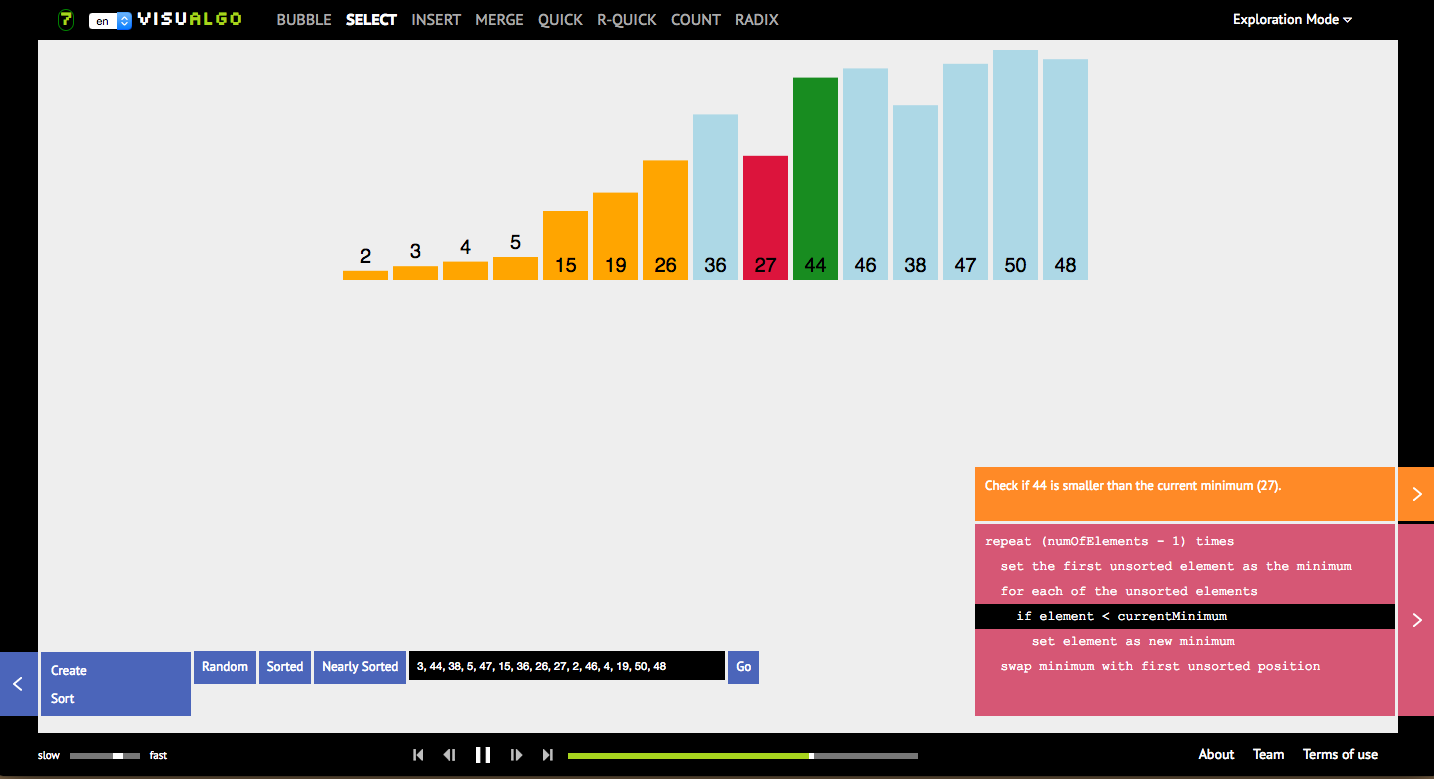 7 en VISUALGO BUBBLE SELECT INSERT MERGE QUICK R-QUICK COUNT RADIX Exploration Mode
2 3 4 5 15 19 26 36 27 44 46 38 47 50 48
Check if 44 is smaller than the current minimum (27).
repeat (numOfElements - 1) times
set the first unsorted element as the minimum
for each of the unsorted elements
if element < currentMinimum
set element as new minimum
swap minimum with first unsorted position
Create
Sort
Random Sorted Nearly Sorted 3, 44, 38, 5, 47, 15, 36, 26, 27, 2, 46, 4, 19, 50, 48 Go
slow fast About Team Terms of use